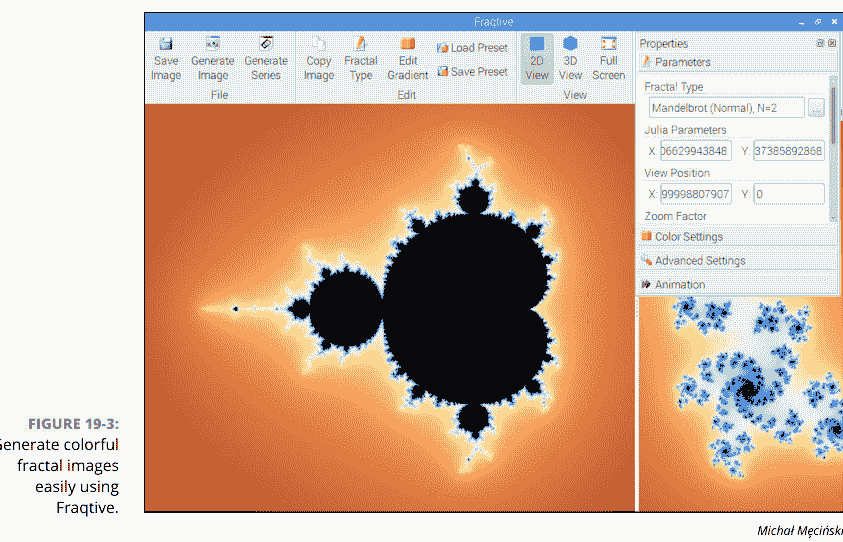 Fraqtive
Save Image
Generate Image
Generate Series
File
Copy Image
Fractal Type
Edit Gradient
Load Preset
Save Preset
Edit
2D View
3D View
Full Screen
View
Properties
Parameters
Fractal Type
Mandelbrot (Normal), N=2
...
Julia Parameters
X: 06629943848 Y: 37385892868
View Position
X: 99998807907 Y: 0
Zoom Factor
Color Settings
Advanced Settings
Animation
FIGURE 19-3:
Generate colorful
fractal images
easily using
Fraqtive.
Michał Męciński